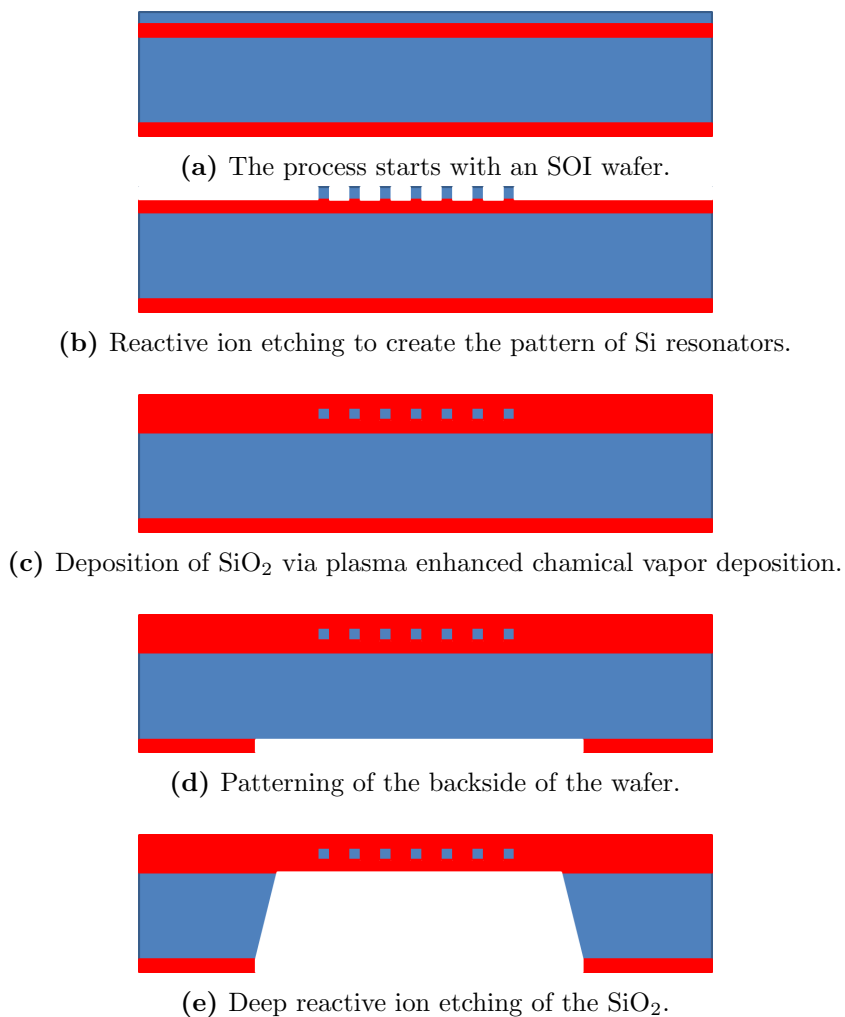 (a) The process starts with an SOI wafer.
(b) Reactive ion etching to create the pattern of Si resonators.
(c) Deposition of SiO₂ via plasma enhanced chamical vapor deposition.
(d) Patterning of the backside of the wafer.
(e) Deep reactive ion etching of the SiO₂.